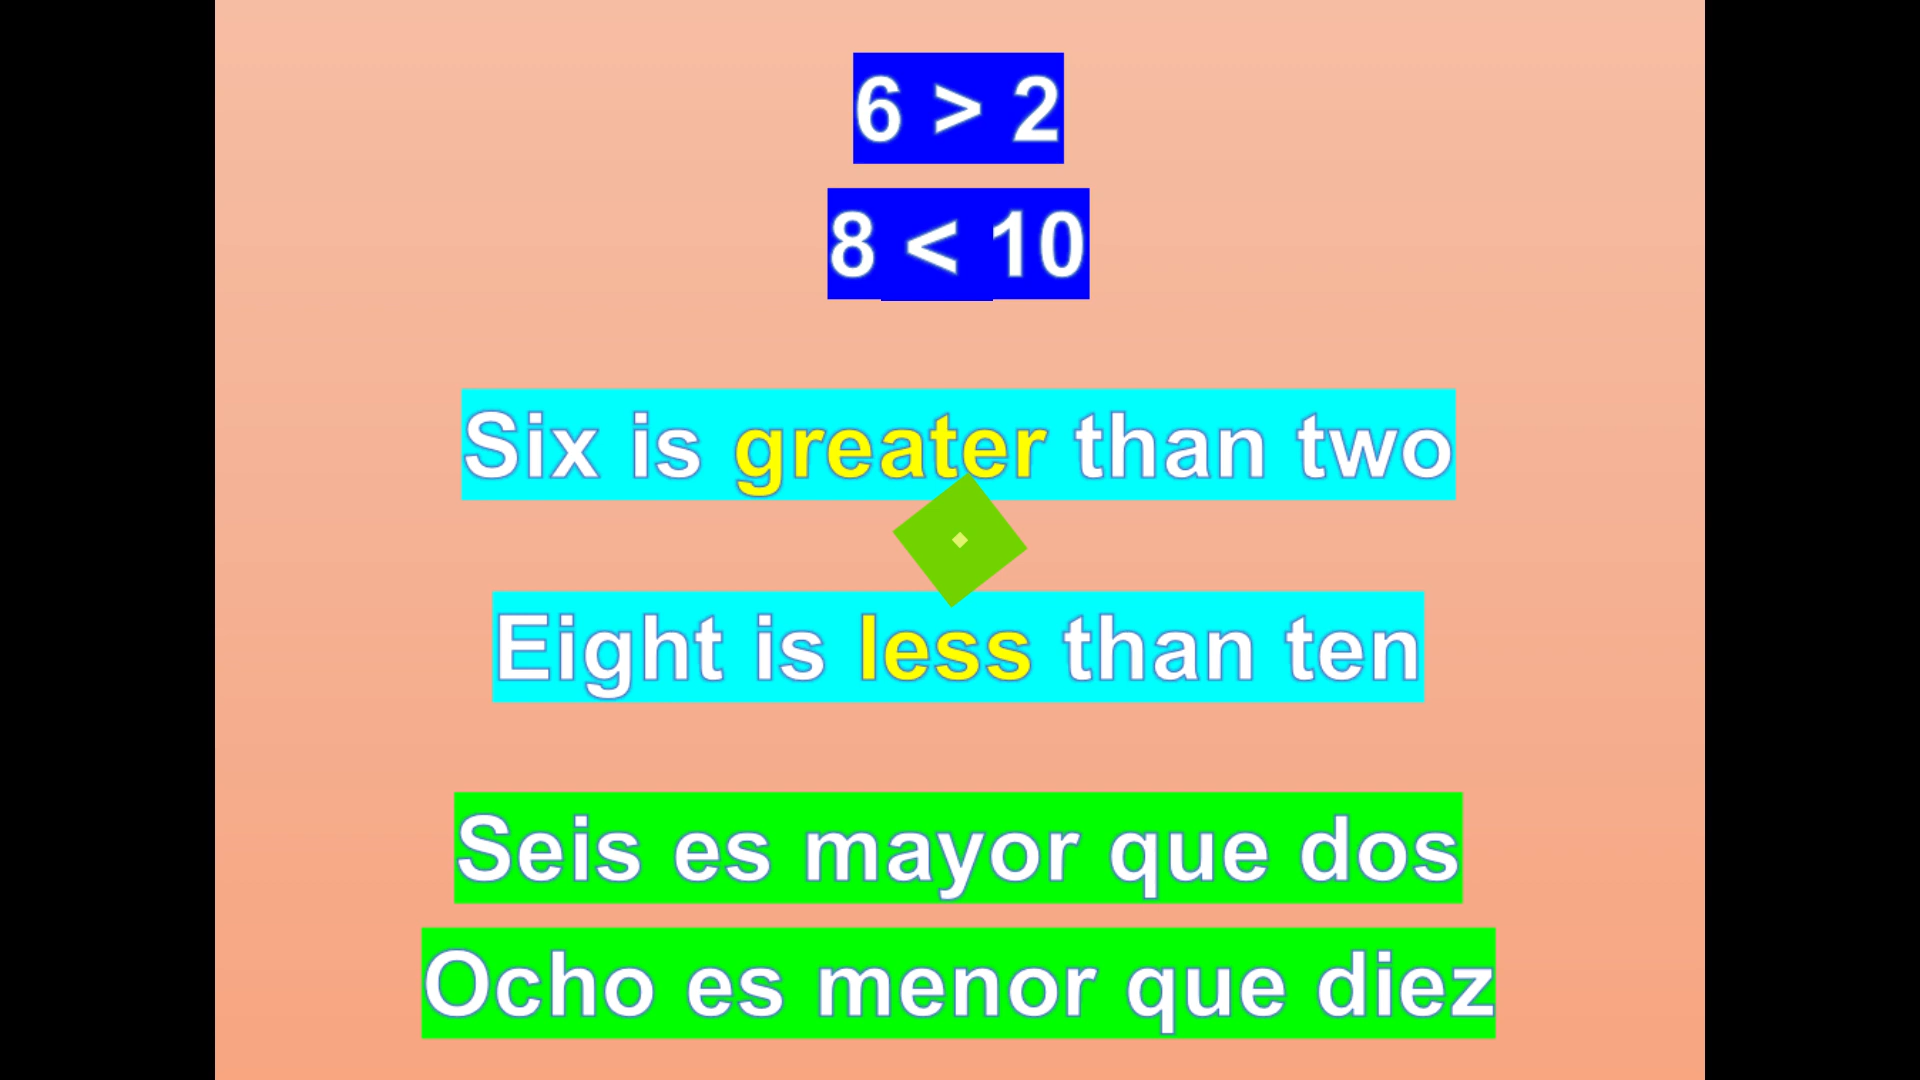 6 > 2
8 < 10
Six is greater than two
Eight is less than ten
Seis es mayor que dos
Ocho es menor que diez